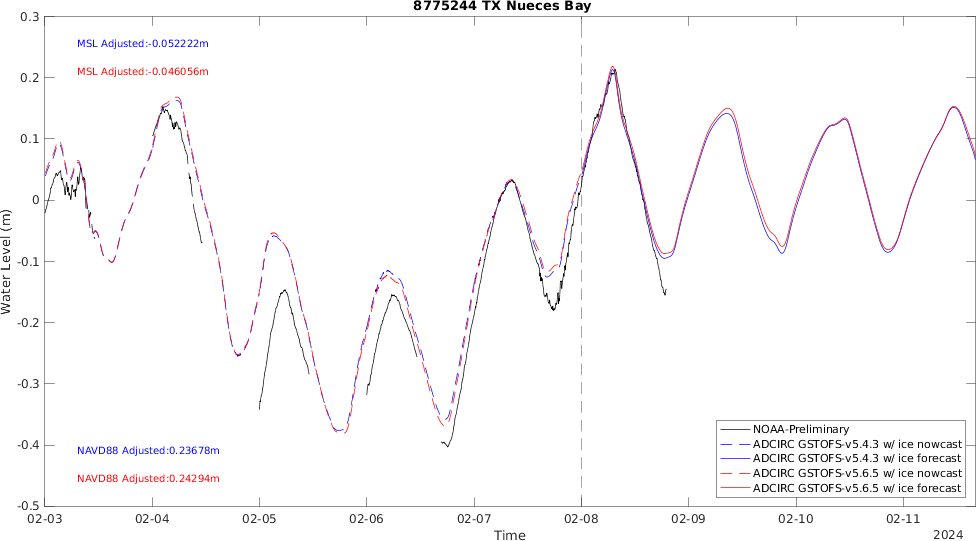 8775244 TX Nueces Bay
MSL Adjusted:-0.052222m
MSL Adjusted:-0.046056m
NAVD88 Adjusted:0.23678m
NAVD88 Adjusted:0.24294m
Water Level (m)
0.3
0.2
0.1
0
-0.1
-0.2
-0.3
-0.4
-0.5
NOAA-Preliminary
ADCIRC GSTOFS-v5.4.3 w/ ice nowcast
ADCIRC GSTOFS-v5.4.3 w/ ice forecast
ADCIRC GSTOFS-v5.6.5 w/ ice nowcast
ADCIRC GSTOFS-v5.6.5 w/ ice forecast
02-03 02-04 02-05 02-06 02-07 02-08 02-09 02-10 02-11
Time
2024